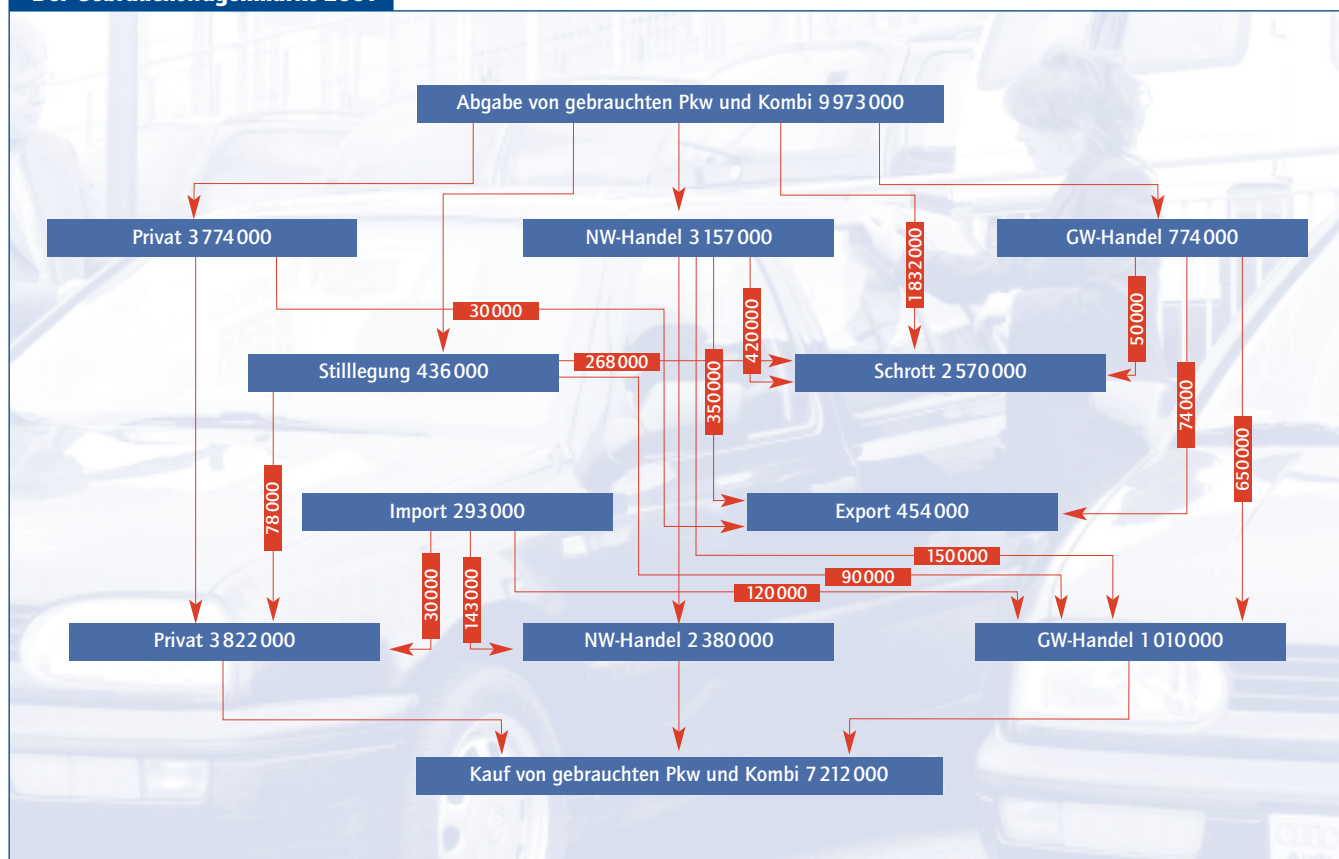 Abgabe von gebrauchten Pkw und Kombi 9 973 000
Privat 3 774 000
NW-Handel 3 157 000
GW-Handel 774 000
1 832 000
30 000
50 000
420 000
Stilllegung 436 000
268 000
Schrott 2 570 000
350 000
74 000
650 000
78 000
Import 293 000
Export 454 000
150 000
90 000
120 000
30 000
143 000
Privat 3 822 000
NW-Handel 2 380 000
GW-Handel 1 010 000
Kauf von gebrauchten Pkw und Kombi 7 212 000